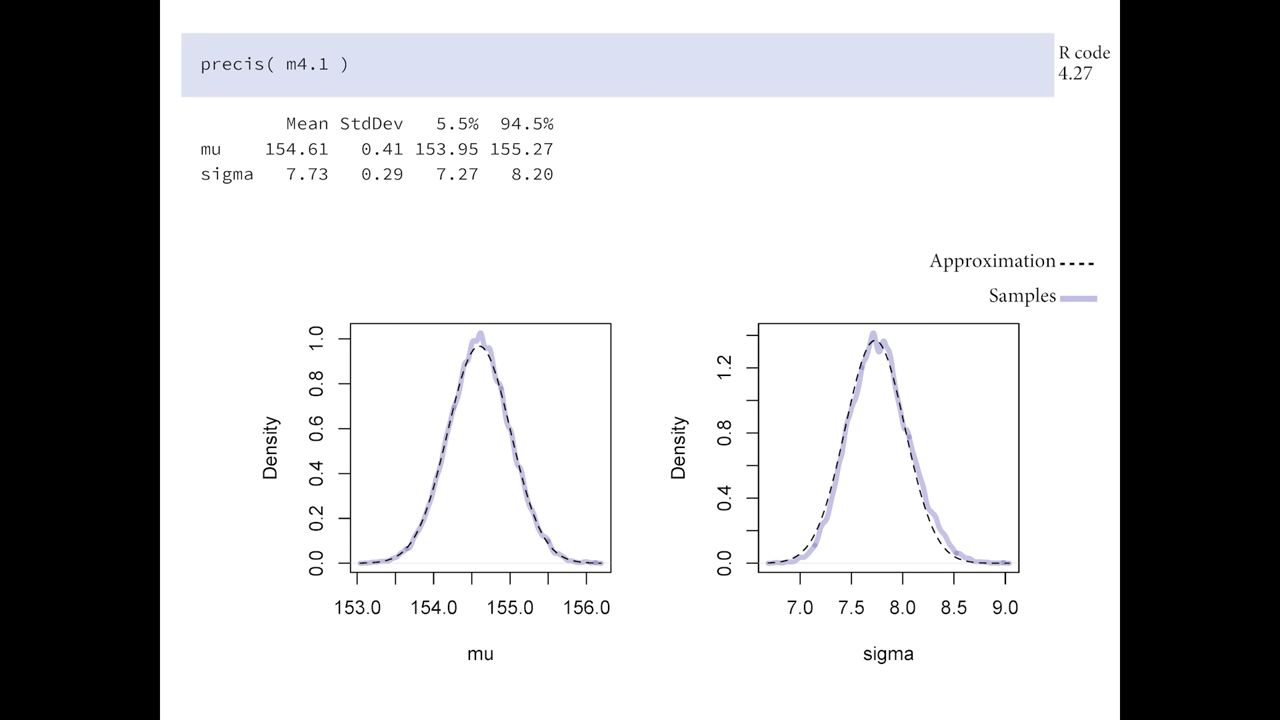 precis( m4.1 )
R code
4.27
Mean StdDev 5.5% 94.5%
mu 154.61 0.41 153.95 155.27
sigma 7.73 0.29 7.27 8.20
Approximation
Samples
Density
0.0 0.2 0.4 0.6 0.8 1.0
153.0 154.0 155.0 156.0
mu
Density
0.0 0.4 0.8 1.2
7.0 7.5 8.0 8.5 9.0
sigma